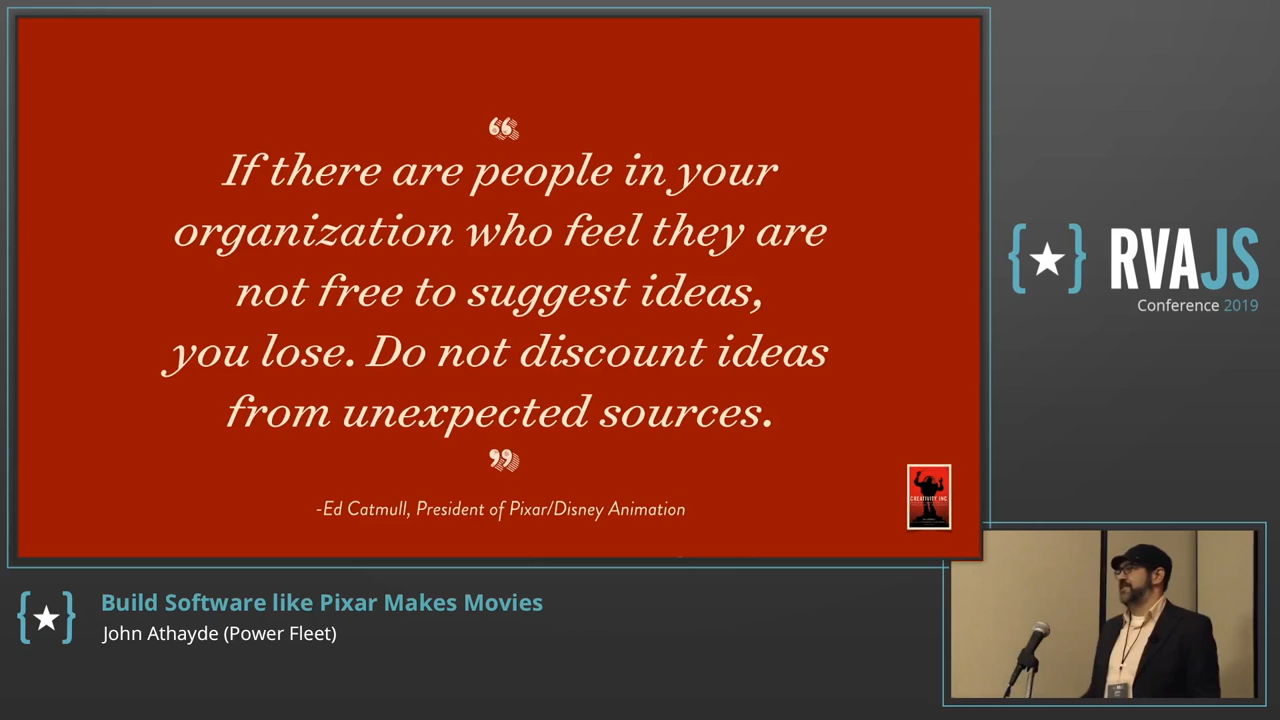 “
If there are people in your
organization who feel they are
not free to suggest ideas,
you lose. Do not discount ideas
from unexpected sources.
”
-Ed Catmull, President of Pixar/Disney Animation
CREATIVITY, INC.
{★} RVAJS
Conference 2019
Build Software like Pixar Makes Movies
John Athayde (Power Fleet)